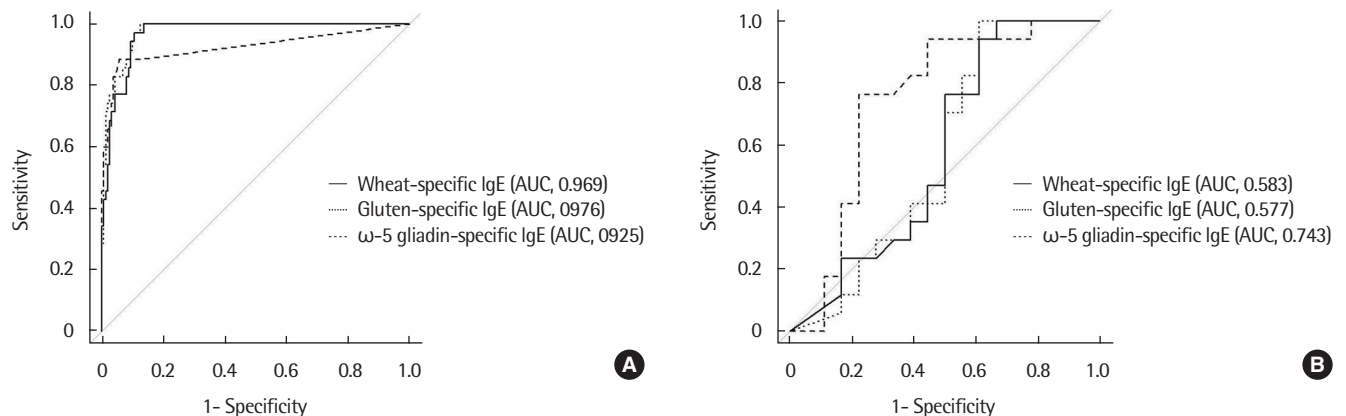 1.0
0.8
0.6
0.4
0.2
0
Sensitivity
0 0.2 0.4 0.6 0.8 1.0
1- Specificity
Wheat-specific IgE (AUC, 0.969)
Gluten-specific IgE (AUC, 0976)
ω-5 gliadin-specific IgE (AUC, 0925)
A
1.0
0.8
0.6
0.4
0.2
0
Sensitivity
0 0.2 0.4 0.6 0.8 1.0
1- Specificity
Wheat-specific IgE (AUC, 0.583)
Gluten-specific IgE (AUC, 0.577)
ω-5 gliadin-specific IgE (AUC, 0.743)
B